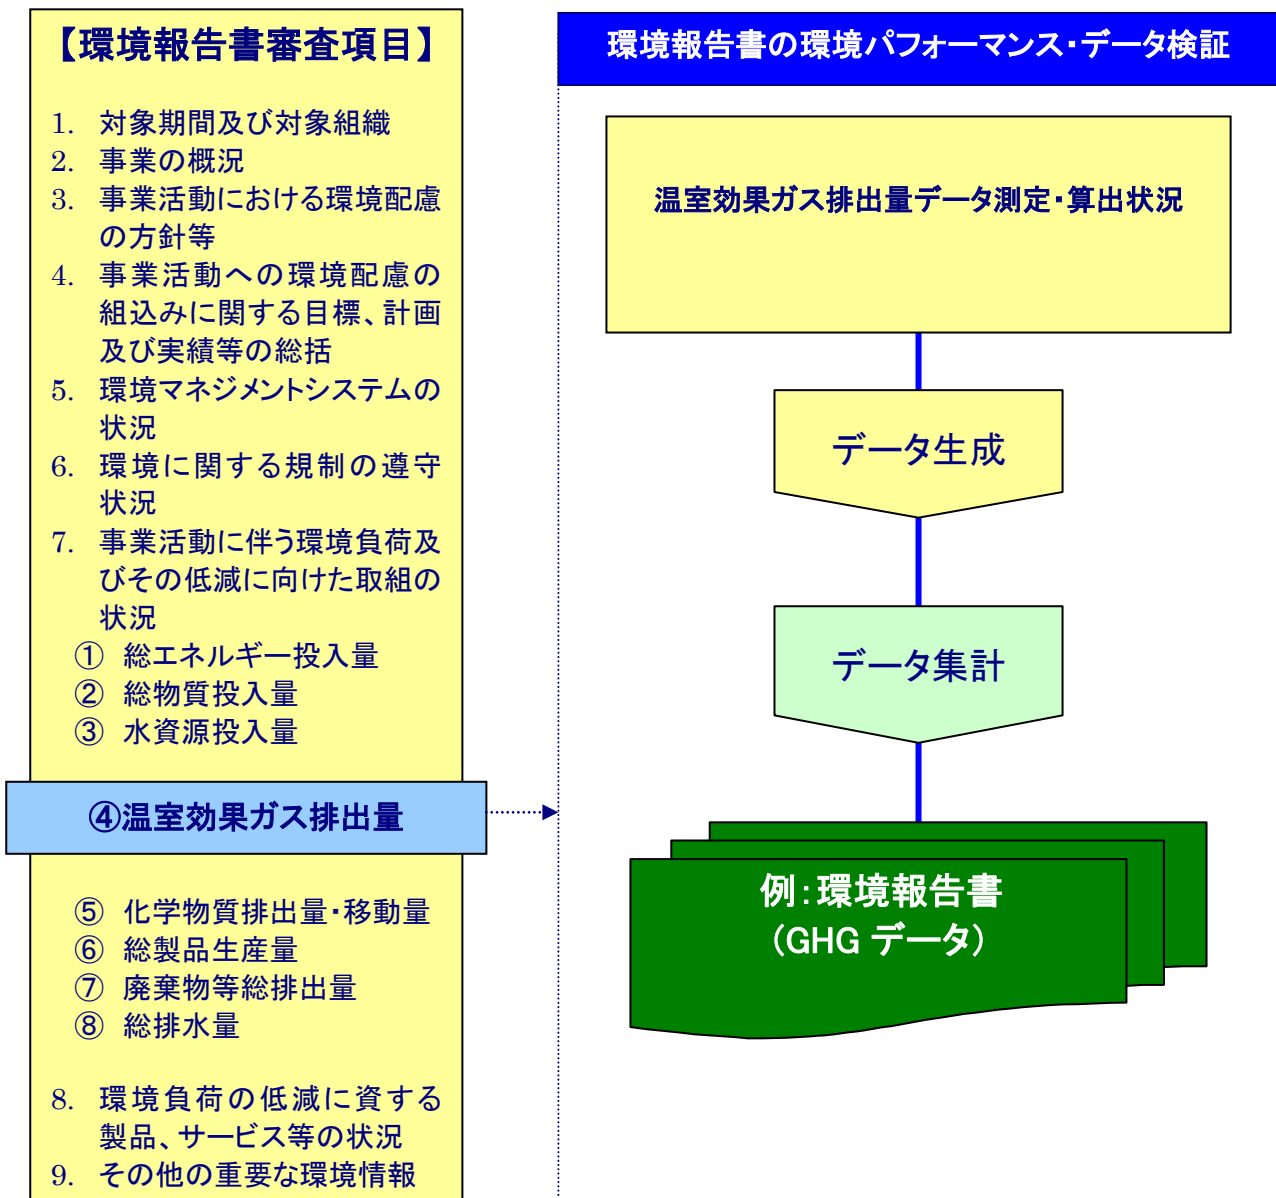 【環境報告書審査項目】
1. 対象期間及び対象組織
2. 事業の概況
3. 事業活動における環境配慮
の方針等
4. 事業活動への環境配慮の
組込みに関する目標、計画
及び実績等の総括
5. 環境マネジメントシステムの
状況
6. 環境に関する規制の遵守
状況
7. 事業活動に伴う環境負荷及
びその低減に向けた取組の
状況
① 総エネルギー投入量
② 総物質投入量
③ 水資源投入量
④温室効果ガス排出量
⑤ 化学物質排出量・移動量
⑥ 総製品生産量
⑦ 廃棄物等総排出量
⑧ 総排水量
8. 環境負荷の低減に資する
製品、サービス等の状況
9. その他の重要な環境情報
環境報告書の環境パフォーマンス・データ検証
温室効果ガス排出量データ測定・算出状況
データ生成
データ集計
例：環境報告書
（GHG データ）